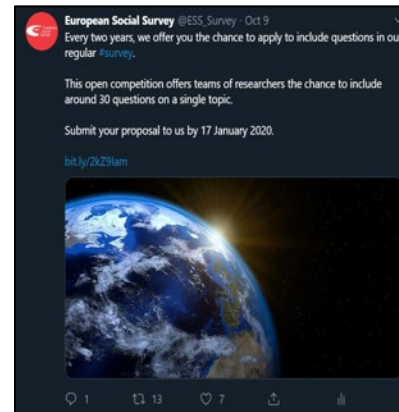 European Social Survey @ESS_Survey · Oct 9
Every two years, we offer you the chance to apply to include questions in ou
regular #survey.
This open competition offers teams of researchers the chance to include
around 30 questions on a single topic.
Submit your proposal to us by 17 January 2020.
bit.ly/2kZ9lam
1 13 7